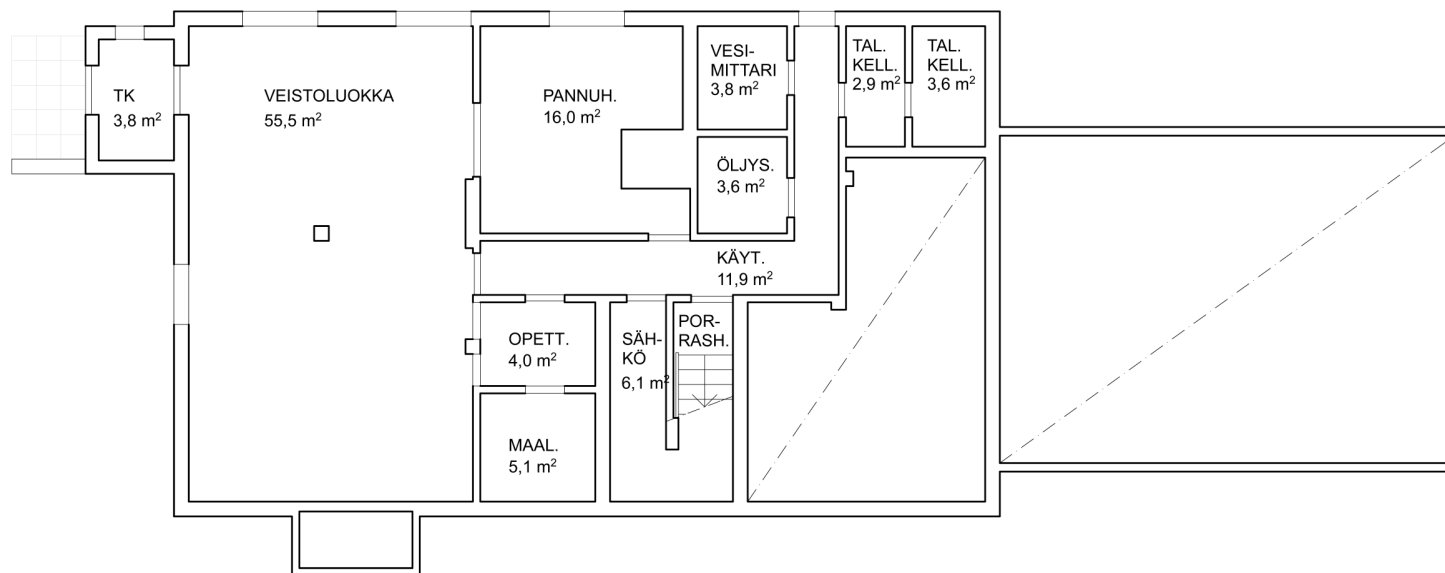 TK
3,8 m²
VEISTOLUOKKA
55,5 m²
PANNUH.
16,0 m²
VESI-
MITTARI
3,8 m²
TAL.
KELL.
2,9 m²
TAL.
KELL.
3,6 m²
ÖLJYS.
3,6 m²
KÄYT.
11,9 m²
OPETT.
4,0 m²
SÄH-
KÖ
6,1 m²
POR-
RASH.
MAAL.
5,1 m²